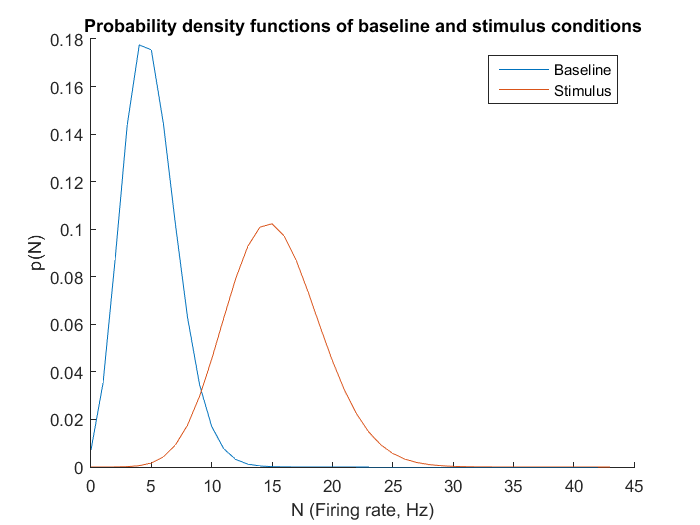 Probability density functions of baseline and stimulus conditions
0.18
0.16
0.14
0.12
0.1
0.08
0.06
0.04
0.02
0
p(N)
Baseline
Stimulus
0 5 10 15 20 25 30 35 40 45
N (Firing rate, Hz)